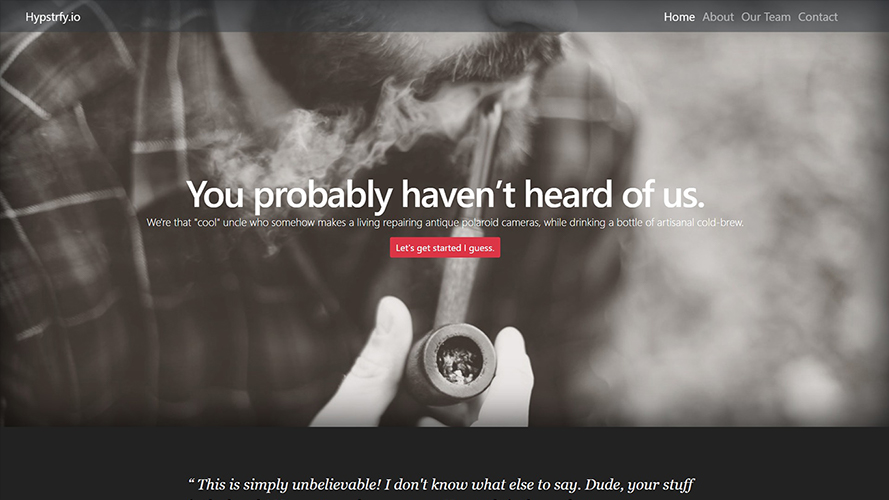 Hypstrfy.io
Home About Our Team Contact
You probably haven’t heard of us.
We're that "cool" uncle who somehow makes a living repairing antique polaroid cameras, while drinking a bottle of artisanal cold-brew.
Let's get started I guess.
“ This is simply unbelievable! I don't know what else to say. Dude, your stuff